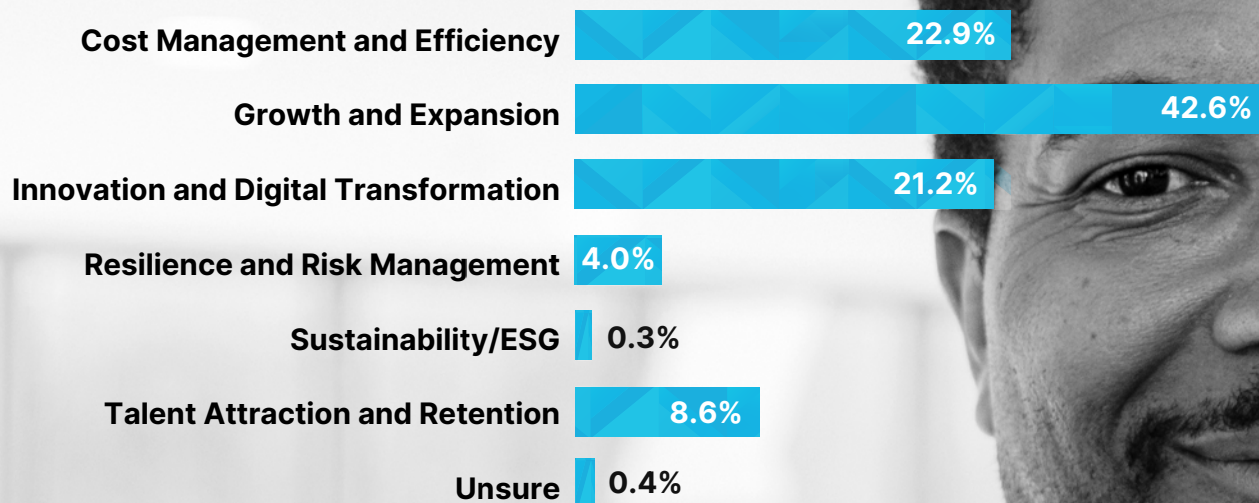 Cost Management and Efficiency 22.9%
Growth and Expansion 42.6%
Innovation and Digital Transformation 21.2%
Resilience and Risk Management 4.0%
Sustainability/ESG 0.3%
Talent Attraction and Retention 8.6%
Unsure 0.4%